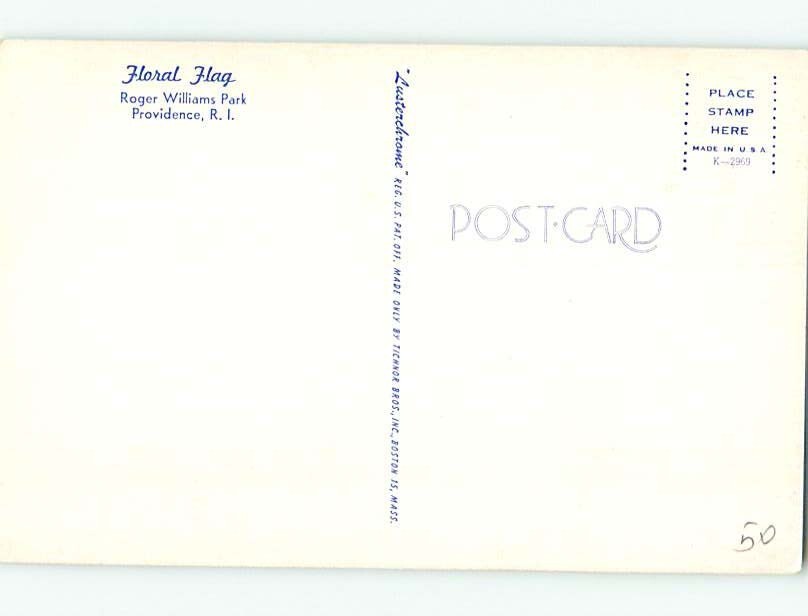 Floral Flag
Roger Williams Park
Providence, R. I.
"Lusterchrome" REG. U.S. PAT. OFF. MADE ONLY BY TICHNOR BROS., INC., BOSTON 15, MASS.
PLACE
STAMP
HERE
MADE IN U S A
K—2969
POST·CARD
50